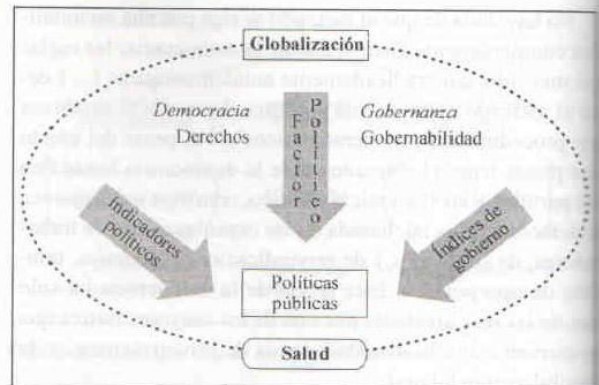 Globalización
Democracia
Derechos
Factor
Político
Gobernanza
Gobernabilidad
Indicadores
políticos
Índices de
gobierno
Políticas
públicas
Salud